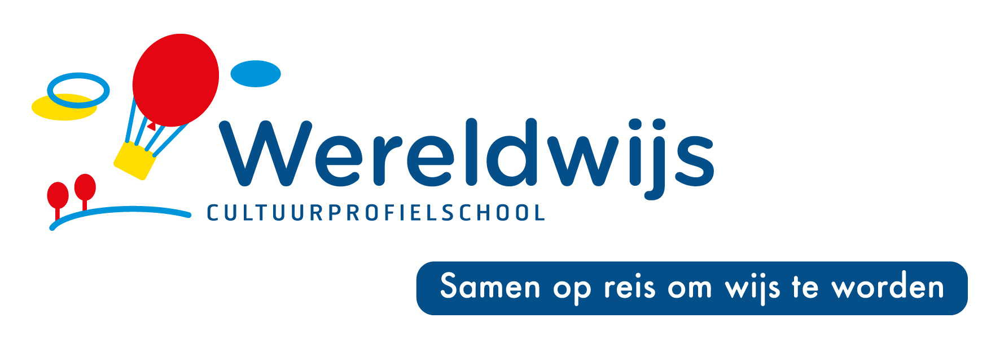 Wereldwijs
CULTUURPROFIELSCHOOL
Samen op reis om wijs te worden